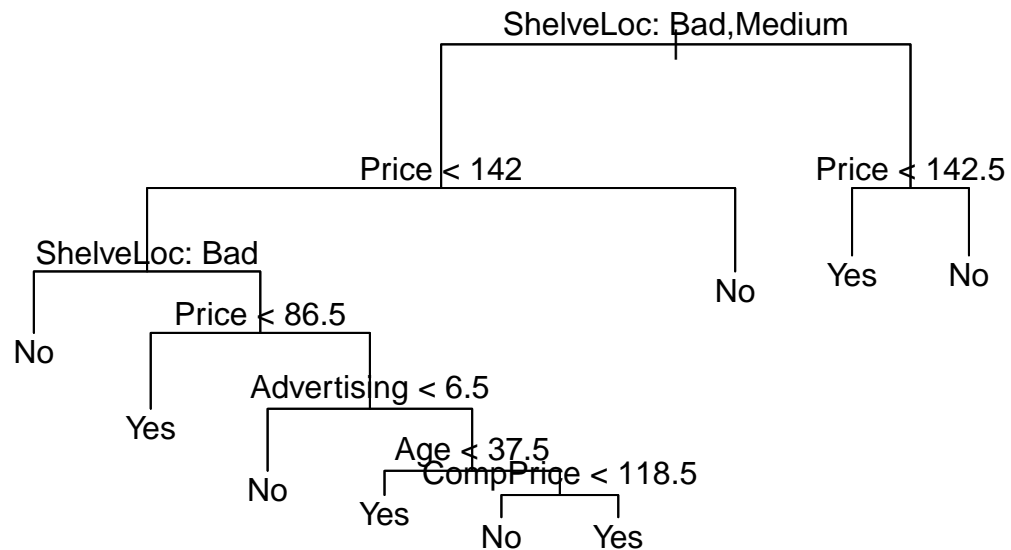 ShelveLoc: Bad,Medium
Price < 142
Price < 142.5
ShelveLoc: Bad
Yes
No
No
Price < 86.5
No
Advertising < 6.5
Yes
Age < 37.5
CompPrice < 118.5
No
Yes
No
Yes